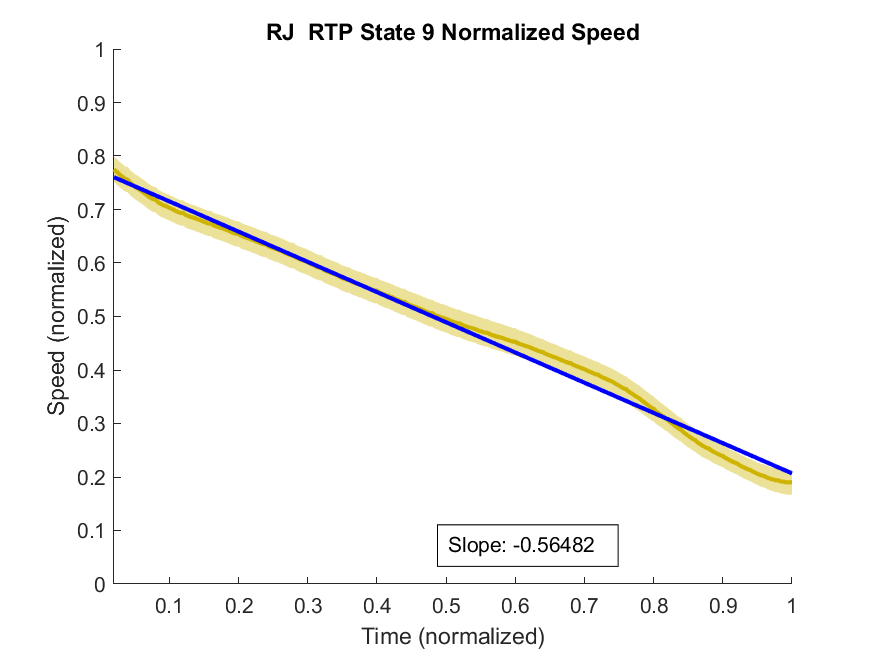 RJ  RTP State 9 Normalized Speed
1
0.9
0.8
0.7
0.6
0.5
0.4
0.3
0.2
0.1
0
Speed (normalized)
Slope: -0.56482
0.1 0.2 0.3 0.4 0.5 0.6 0.7 0.8 0.9 1
Time (normalized)